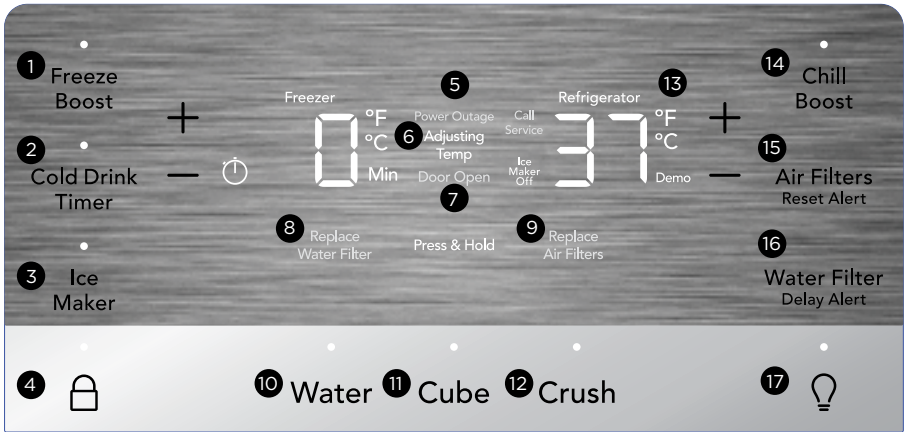 1
Freeze
Boost
2
Cold Drink
Timer
3
Ice
Maker
4
Freezer
0 °F
°C
Min
5
Power Outage
6 Adjusting
Temp
Door Open
7
Call
Service
Ice
Maker
Off
Refrigerator
13
37 °F
°C
Demo
8 Replace
Water Filter
Press & Hold
9 Replace
Air Filters
14
Chill
Boost
15
Air Filters
Reset Alert
16
Water Filter
Delay Alert
10 Water
11 Cube
12 Crush
17